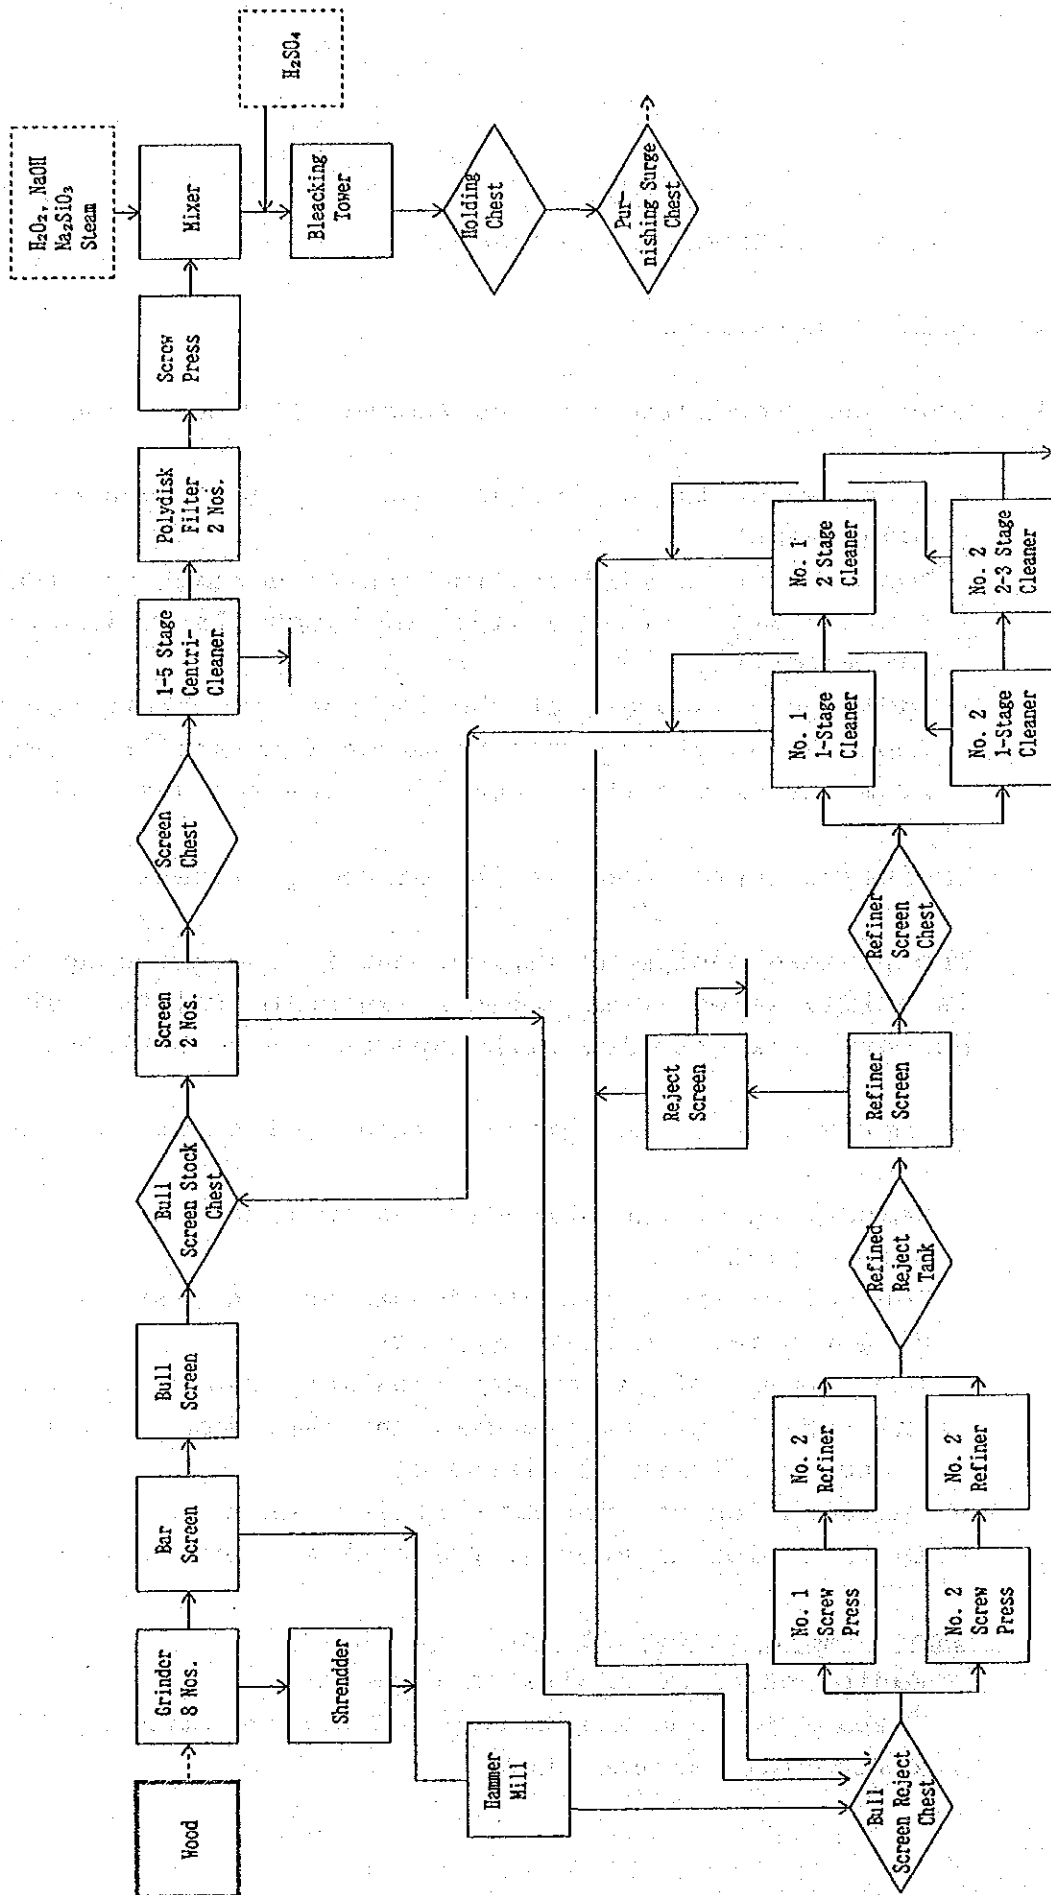 Wood
Grinder
8 Nos.
Bar
Screen
Bull
Screen
Bull
Screen Stock
Chest
Screen
2 Nos.
Screen
Chest
1-5 Stage
Centri-
Cleaner
Polydisk
Filter
2 Nos.
Screw
Press
Mixer
H₂O₂, NaOH
Na₂SiO₃
Steam
H₂SO₄
Bleacking
Tower
Holding
Chest
Pur-
nishing Surge
Chest
Shrendder
Hammer
Mill
Bull
Screen Reject
Chest
No. 1
Screw
Press
No. 2
Screw
Press
No. 2
Refiner
No. 2
Refiner
Refined
Reject
Tank
Refiner
Screen
Reject
Screen
Refiner
Screen
Chest
No. 1
1-Stage
Cleaner
No. 2
1-Stage
Cleaner
No. 1
2 Stage
Cleaner
No. 2
2-3 Stage
Cleaner